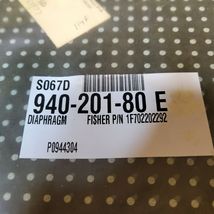 S067D
940-201-80 E
DIAPHRAGM FISHER P/N 1F702202292
P0944304